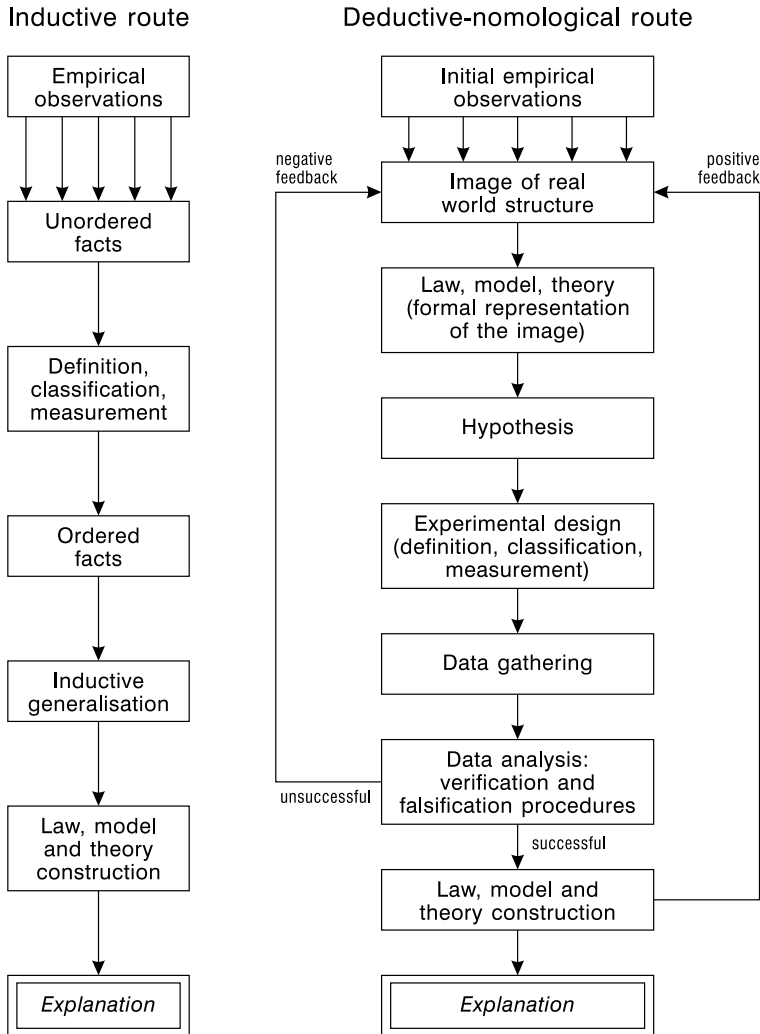 Inductive route
Empirical
observations
Unordered
facts
Definition,
classification,
measurement
Ordered
facts
Inductive
generalisation
Law, model
and theory
construction
Explanation
Deductive-nomological route
Initial empirical
observations
negative
feedback
positive
feedback
Image of real
world structure
Law, model, theory
(formal representation
of the image)
Hypothesis
Experimental design
(definition, classification,
measurement)
Data gathering
Data analysis:
verification and
falsification procedures
unsuccessful
successful
Law, model and
theory construction
Explanation